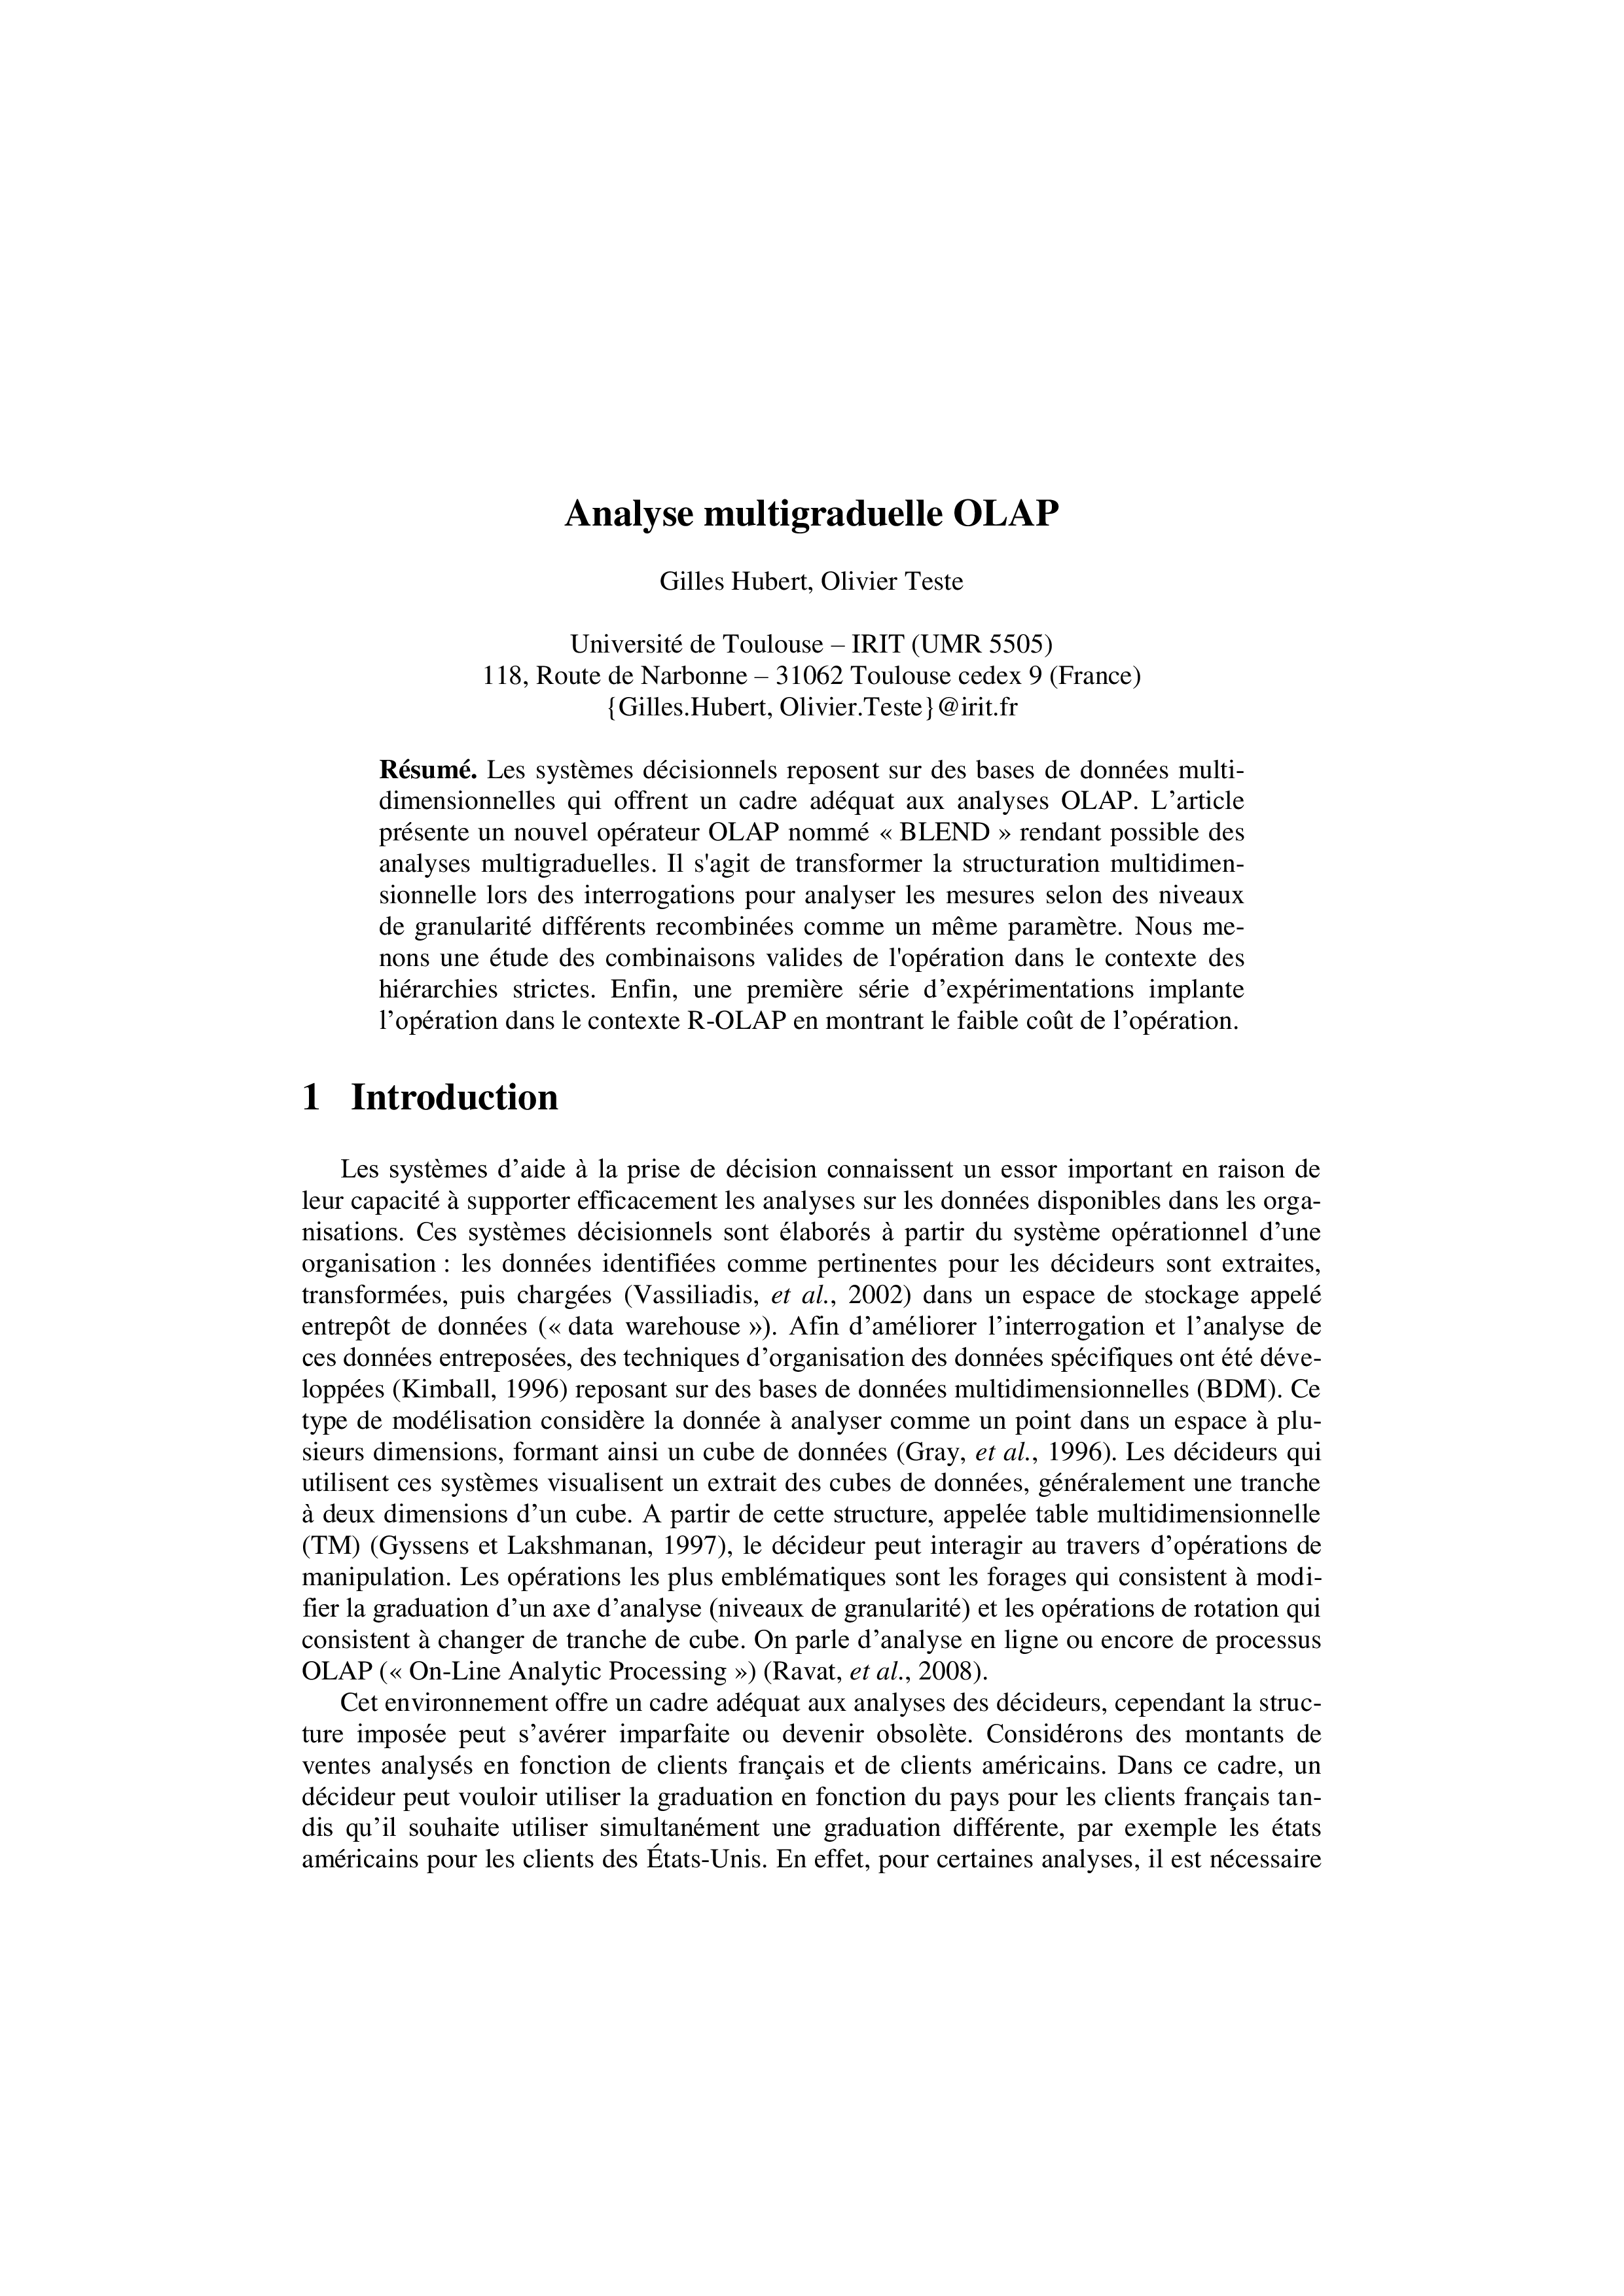 Analyse multigraduelle OLAP
Gilles Hubert, Olivier Teste
Université de Toulouse – IRIT (UMR 5505)
118, Route de Narbonne – 31062 Toulouse cedex 9 (France)
{Gilles.Hubert, Olivier.Teste}@irit.fr
Résumé. Les systèmes décisionnels reposent sur des bases de données multi-
dimensionnelles qui offrent un cadre adéquat aux analyses OLAP. L’article
présente un nouvel opérateur OLAP nommé « BLEND » rendant possible des
analyses multigraduelles. Il s'agit de transformer la structuration multidimen-
sionnelle lors des interrogations pour analyser les mesures selon des niveaux
de granularité différents recombinées comme un même paramètre. Nous me-
nons une étude des combinaisons valides de l'opération dans le contexte des
hiérarchies strictes. Enfin, une première série d’expérimentations implante
l’opération dans le contexte R-OLAP en montrant le faible coût de l’opération.
1 Introduction
Les systèmes d’aide à la prise de décision connaissent un essor important en raison de
leur capacité à supporter efficacement les analyses sur les données disponibles dans les orga-
nisations. Ces systèmes décisionnels sont élaborés à partir du système opérationnel d’une
organisation : les données identifiées comme pertinentes pour les décideurs sont extraites,
transformées, puis chargées (Vassiliadis, et al., 2002) dans un espace de stockage appelé
entrepôt de données (« data warehouse »). Afin d’améliorer l’interrogation et l’analyse de
ces données entreposées, des techniques d’organisation des données spécifiques ont été déve-
loppées (Kimball, 1996) reposant sur des bases de données multidimensionnelles (BDM). Ce
type de modélisation considère la donnée à analyser comme un point dans un espace à plu-
sieurs dimensions, formant ainsi un cube de données (Gray, et al., 1996). Les décideurs qui
utilisent ces systèmes visualisent un extrait des cubes de données, généralement une tranche
à deux dimensions d’un cube. A partir de cette structure, appelée table multidimensionnelle
(TM) (Gyssens et Lakshmanan, 1997), le décideur peut interagir au travers d’opérations de
manipulation. Les opérations les plus emblématiques sont les forages qui consistent à modi-
fier la graduation d’un axe d’analyse (niveaux de granularité) et les opérations de rotation qui
consistent à changer de tranche de cube. On parle d’analyse en ligne ou encore de processus
OLAP (« On-Line Analytic Processing ») (Ravat, et al., 2008).
Cet environnement offre un cadre adéquat aux analyses des décideurs, cependant la struc-
ture imposée peut s’avérer imparfaite ou devenir obsolète. Considérons des montants de
ventes analysés en fonction de clients français et de clients américains. Dans ce cadre, un
décideur peut vouloir utiliser la graduation en fonction du pays pour les clients français tan-
dis qu’il souhaite utiliser simultanément une graduation différente, par exemple les états
américains pour les clients des États-Unis. En effet, pour certaines analyses, il est nécessaire